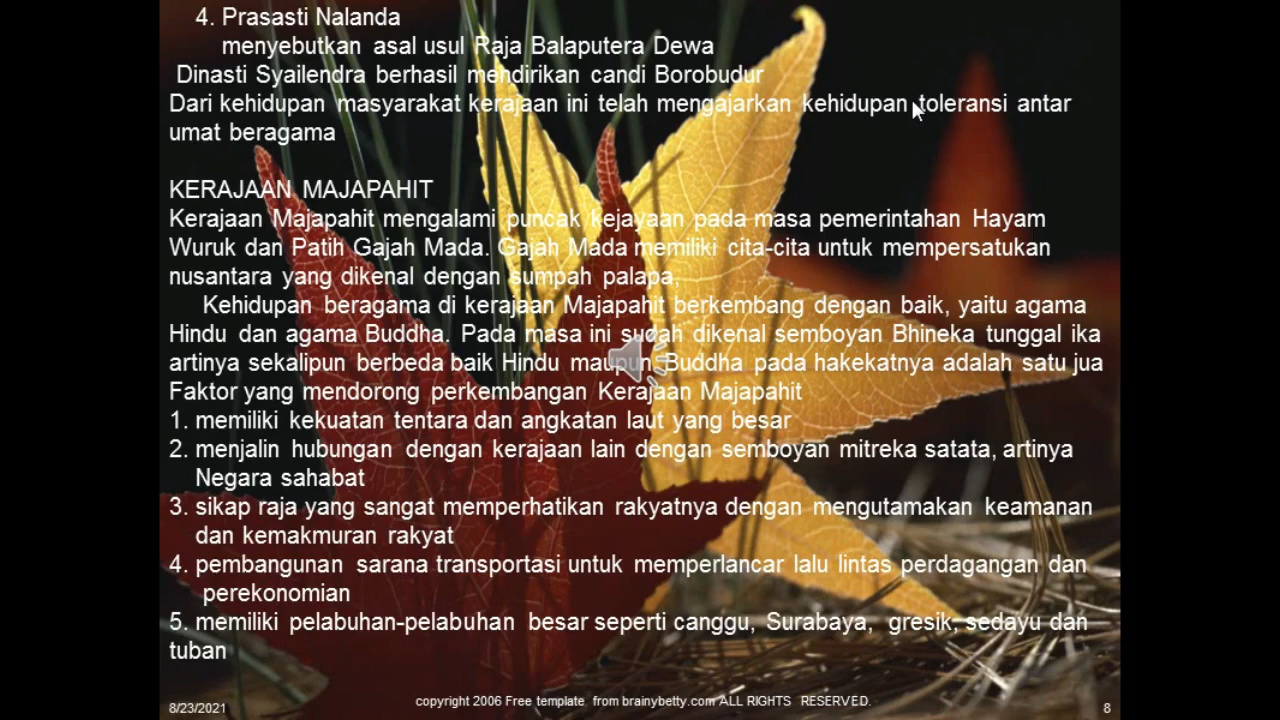 4. Prasasti Nalanda
menyebutkan asal usul Raja Balaputera Dewa
Dinasti Syailendra berhasil mendirikan candi Borobudur
Dari kehidupan masyarakat kerajaan ini telah mengajarkan kehidupan toleransi antar
umat beragama
KERAJAAN MAJAPAHIT
Kerajaan Majapahit mengalami puncak kejayaan pada masa pemerintahan Hayam
Wuruk dan Patih Gajah Mada. Gajah Mada memiliki cita-cita untuk mempersatukan
nusantara yang dikenal dengan sumpah palapa,
Kehidupan beragama di kerajaan Majapahit berkembang dengan baik, yaitu agama
Hindu dan agama Buddha. Pada masa ini sudah dikenal semboyan Bhineka tunggal ika
artinya sekalipun berbeda baik Hindu maupun Buddha pada hakekatnya adalah satu jua
Faktor yang mendorong perkembangan Kerajaan Majapahit
1. memiliki kekuatan tentara dan angkatan laut yang besar
2. menjalin hubungan dengan kerajaan lain dengan semboyan mitreka satata, artinya
Negara sahabat
3. sikap raja yang sangat memperhatikan rakyatnya dengan mengutamakan keamanan
dan kemakmuran rakyat
4. pembangunan sarana transportasi untuk memperlancar lalu lintas perdagangan dan
perekonomian
5. memiliki pelabuhan-pelabuhan besar seperti canggu, Surabaya, gresik, sedayu dan
tuban
8/23/2021
copyright 2006 Free template from brainybetty.com ALL RIGHTS RESERVED.
8